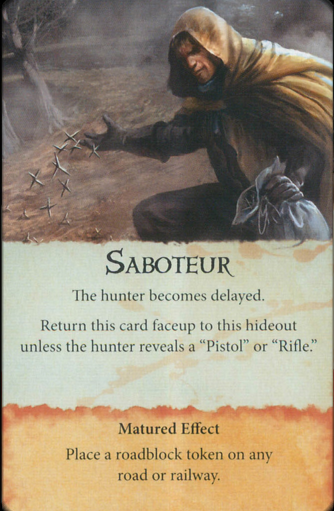 SABOTEUR
The hunter becomes delayed.
Return this card faceup to this hideout
unless the hunter reveals a “Pistol” or “Rifle.”
Matured Effect
Place a roadblock token on any
road or railway.